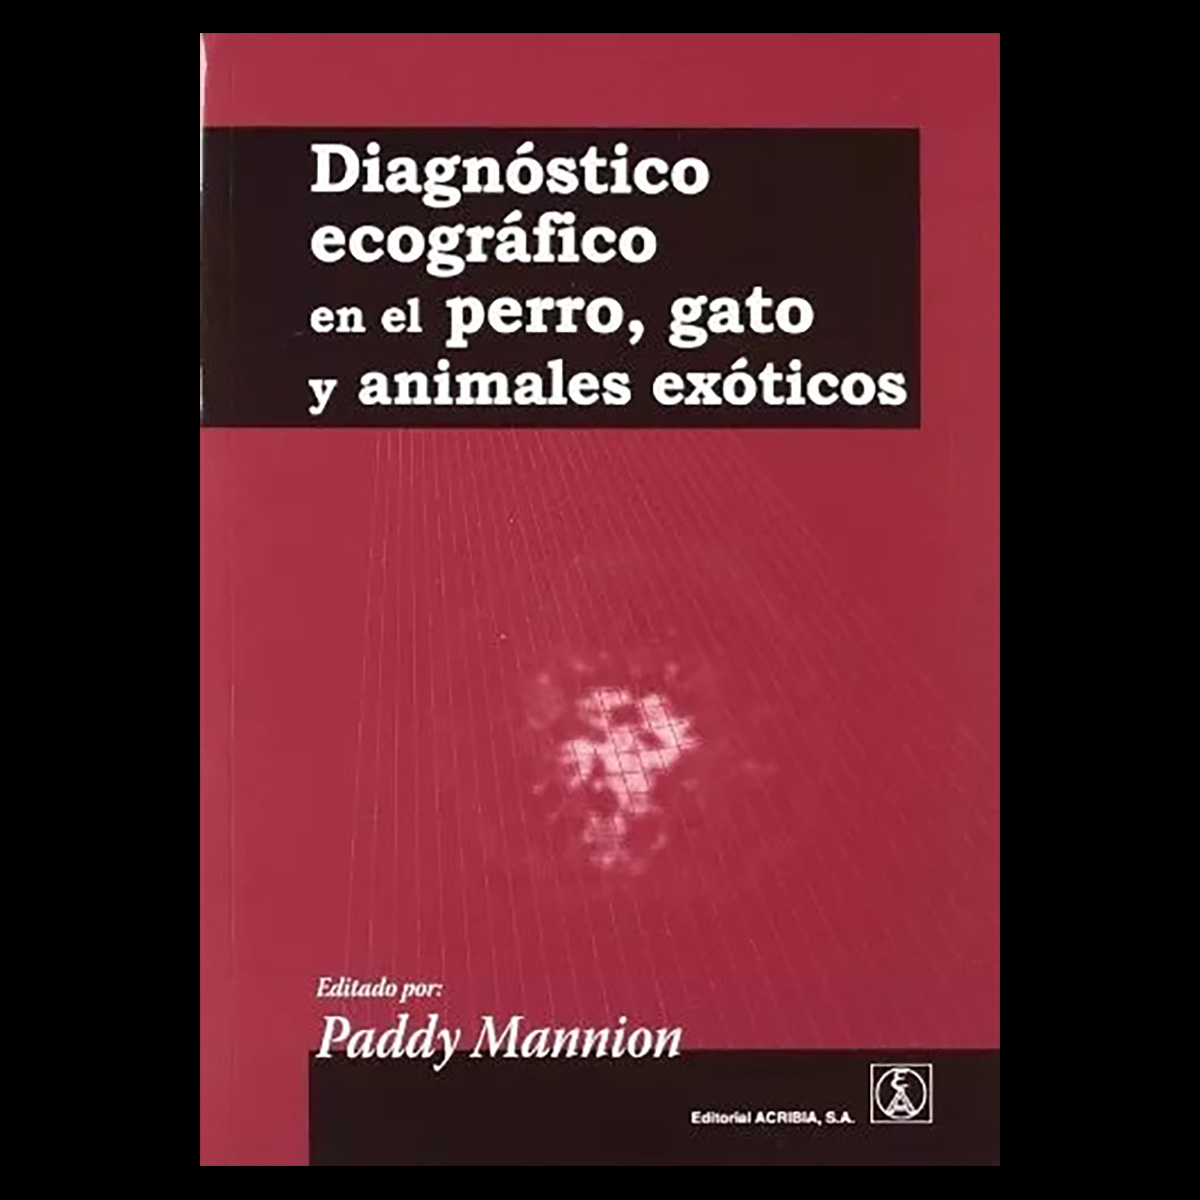 Diagnóstico
ecográfico
en el perro, gato
y animales exóticos
Editado por:
Paddy Mannion
Editorial ACRIBIA, S.A.